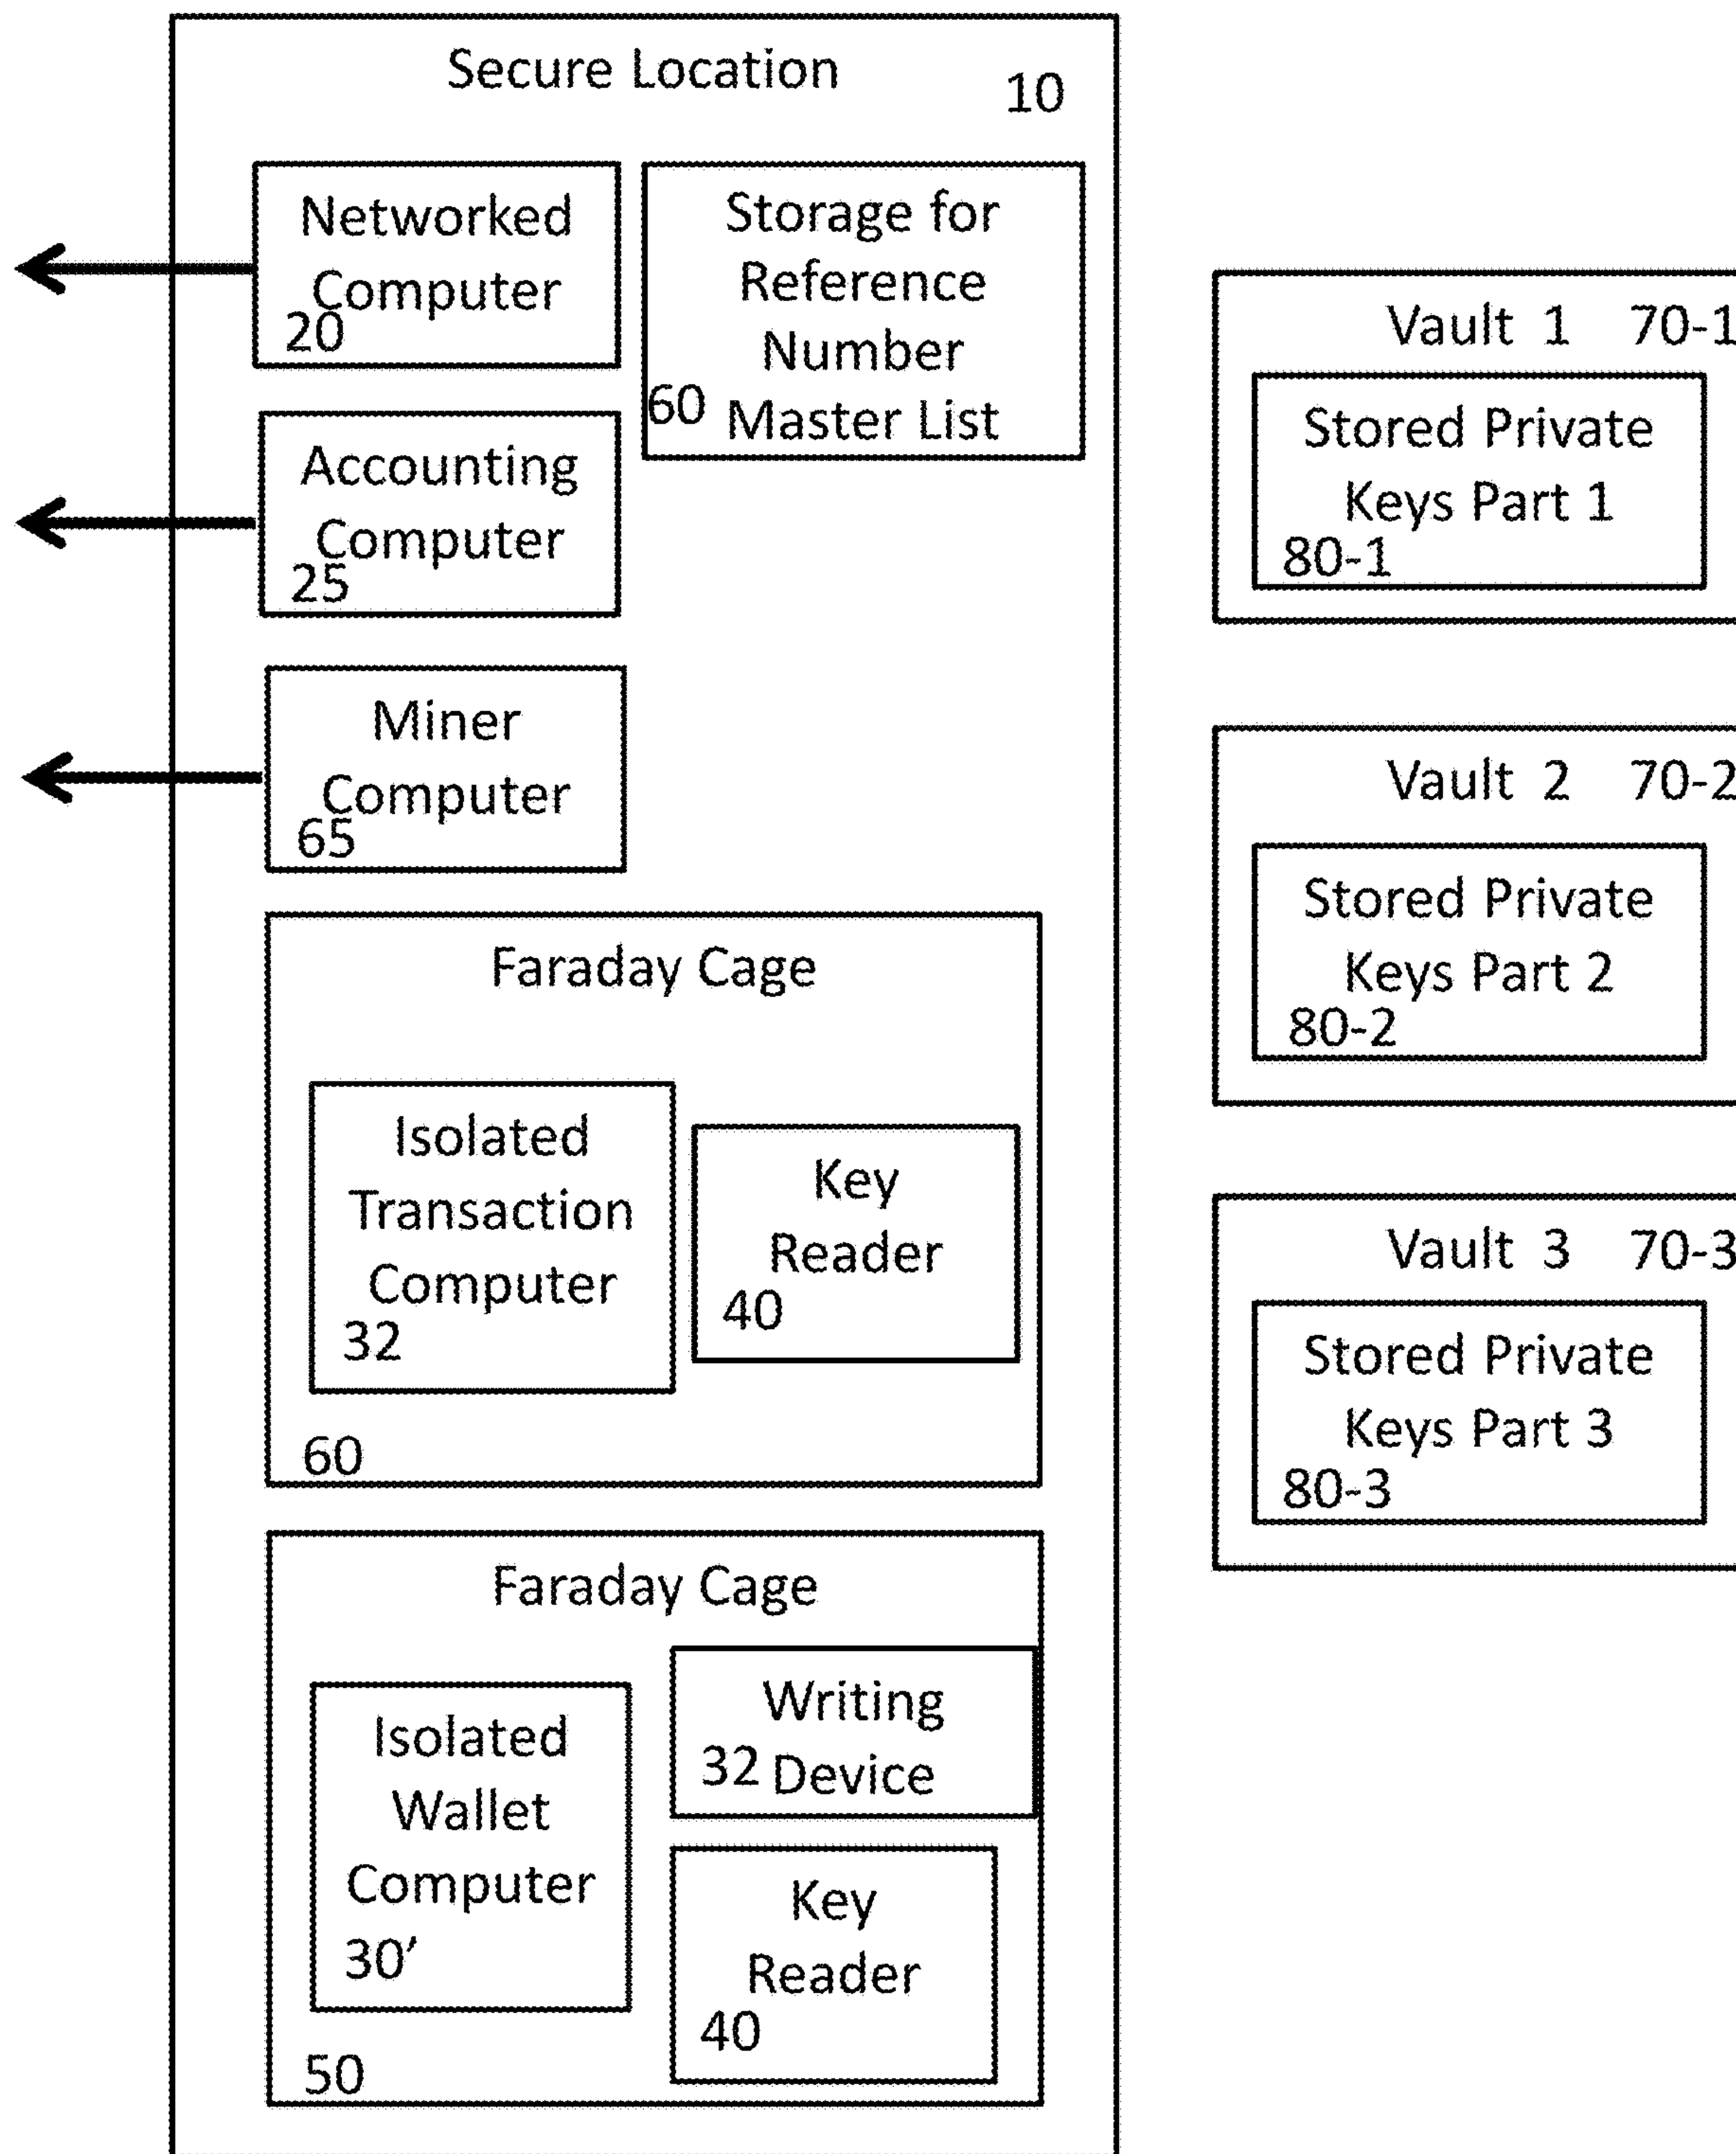 Secure Location
10
Networked
Computer
20
Storage for
Reference
Number
Master List
60
Accounting
Computer
25
Miner
Computer
65
Faraday Cage
Isolated
Transaction
Computer
32
Key
Reader
40
60
Faraday Cage
Isolated
Wallet
Computer
30’
Writing
32 Device
Key
Reader
40
50
Vault 1 70-1
Stored Private
Keys Part 1
80-1
Vault 2 70-2
Stored Private
Keys Part 2
80-2
Vault 3 70-3
Stored Private
Keys Part 3
80-3